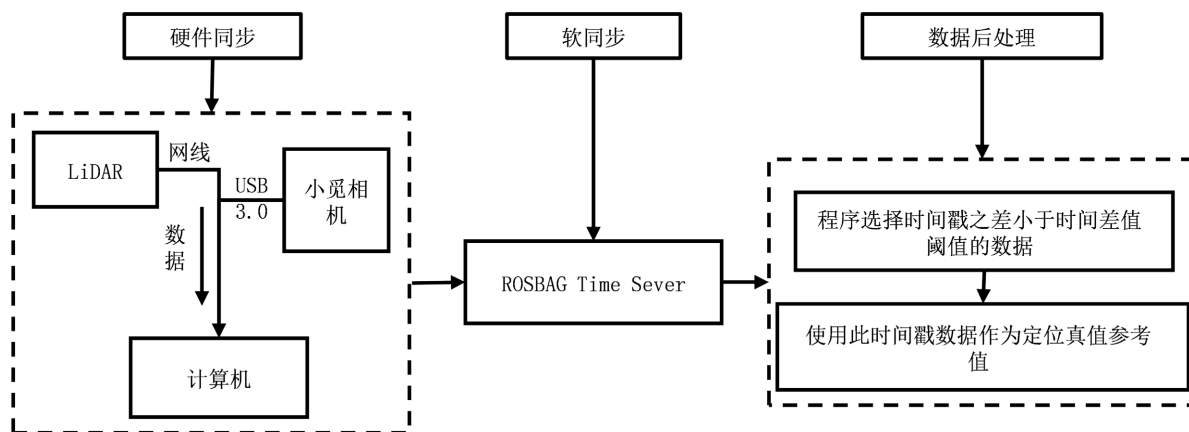 硬件同步
软同步
数据后处理
LiDAR
网线
USB
3.0
小觅相
机
数
据
计算机
ROSBAG Time Sever
程序选择时间戳之差小于时间差值
阈值的数据
使用此时间戳数据作为定位真值参考
值